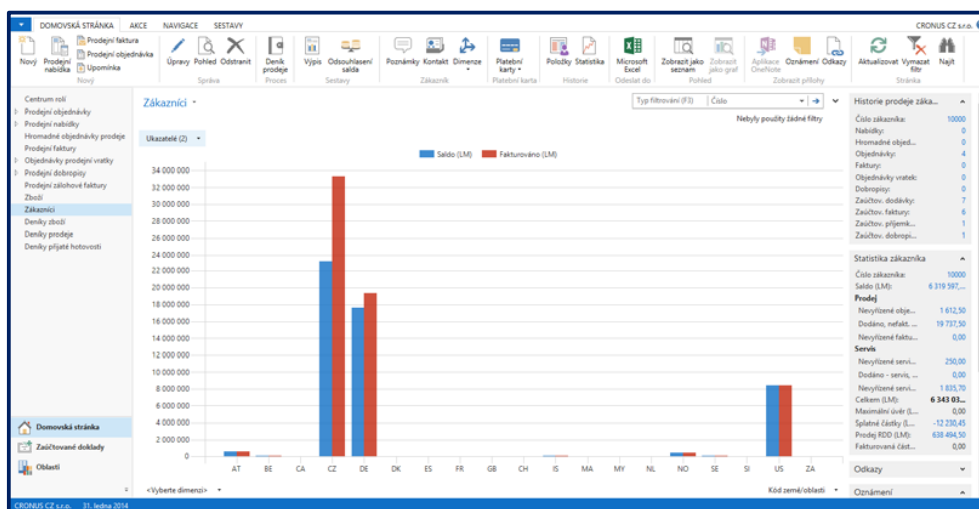 DOMOVSKÁ STRÁNKA AKCE NAVIGACE SESTAVY CRONUS CZ s.r.o.
Nový
Prodejní nabídka
Prodejní faktura
Prodejní objednávka
Upomínka
Úpravy Pohled Odstranit
Deník prodeje
Výpis
Odsouhlasení salda
Poznámky Kontakt Dimenze
Platební karty
Položky Statistika
Microsoft Excel
Zobrazit jako seznam
Zobrazit jako graf
Aplikace OneNote
Oznámení Odkazy
Aktualizovat
Vymazat filtr
Najít
Nový Správa Proces Sestavy Zákazník Platební karta Historie Odeslat do Pohled Zobrazit přílohy Stránka
Centrum rolí
Prodejní objednávky
Prodejní nabídky
Hromadné objednávky prodeje
Prodejní faktury
Objednávky prodejní vratky
Prodejní dobropisy
Prodejní zálohové faktury
Zboží
Zákazníci
Deníky zboží
Deníky prodeje
Deníky přijaté hotovosti
Domovská stránka
Zaúčtované doklady
Oblasti
Zákazníci
Typ filtrování (F3) Číslo
Nebyly použity žádné filtry
Ukazatelé (2)
Saldo (LM) Fakturováno (LM)
34 000 000
32 000 000
30 000 000
28 000 000
26 000 000
24 000 000
22 000 000
20 000 000
18 000 000
16 000 000
14 000 000
12 000 000
10 000 000
8 000 000
6 000 000
4 000 000
2 000 000
0
AT BE CA CZ DE DK ES FR GB CH IS MA MY NL NO SE SI US ZA
<Vyberte dimenzi> Kód země/oblasti
Historie prodeje záka...
Číslo zákazníka: 10000
Nabídky: 0
Hromadné objed... 0
Objednávky: 4
Faktury: 0
Objednávky vratek: 0
Dobropisy: 0
Zaúčtov. dodávky: 7
Zaúčtov. faktury: 6
Zaúčtov. příjemk... 1
Zaúčtov. dobropi... 1
Statistika zákazníka
Číslo zákazníka: 10000
Saldo (LM): 6 319 597,...
Prodej
Nevyřízené obje... 1 612,50
Dodáno, nefakt. ... 19 737,50
Nevyřízené faktu... 0,00
Servis
Nevyřízené servi... 250,00
Dodáno - servis, ... 0,00
Nevyřízené servi... 1 835,70
Celkem (LM): 6 343 03...
Maximální úvěr (L... 0,00
Splatné částky (L... -12 230,45
Prodej RDD (LM): 638 494,50
Fakturovaná část... 0,00
Odkazy
Oznámení
CRONUS CZ s.r.o. 31. ledna 2014